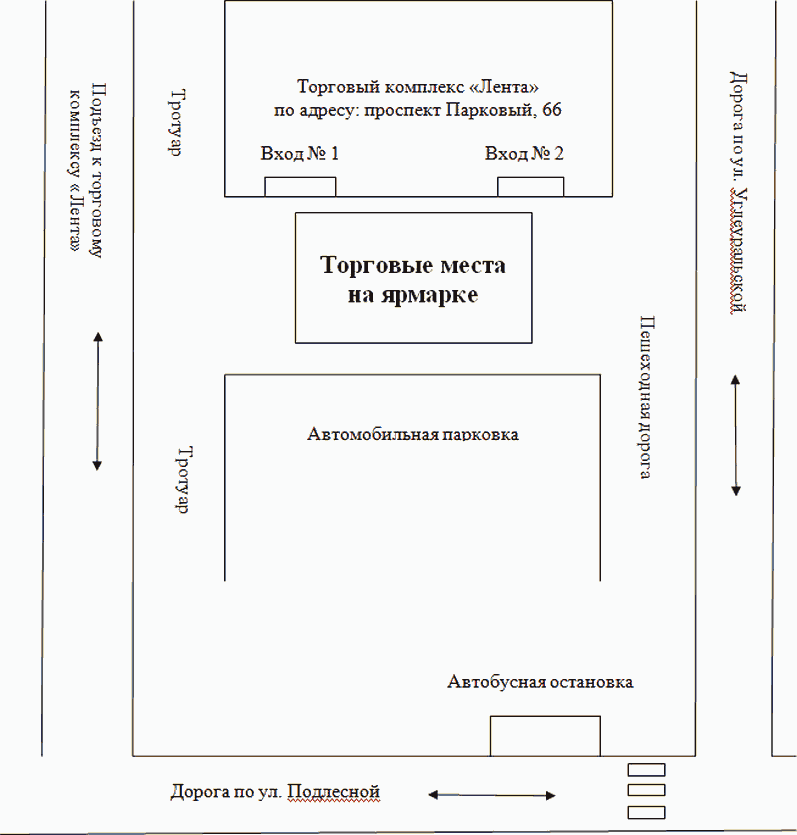 Торговый комплекс «Лента»
по адресу: проспект Парковый, 66
Вход № 1
Вход № 2
Подъезд к торговому
комплексу «Лента»
Тротуар
Дорога по ул. Углеуральской
Торговые места
на ярмарке
Пешеходная дорога
Автомобильная парковка
Тротуар
Автобусная остановка
Дорога по ул. Подлесной